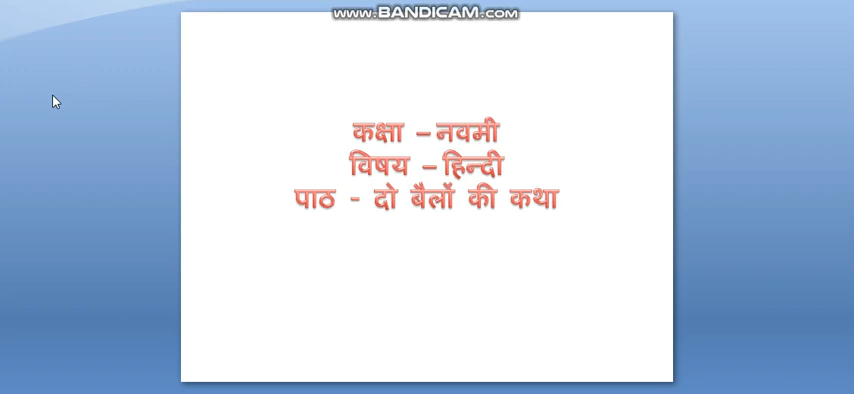 www.BANDICAM.com
कक्षा – नवमी
विषय – हिन्दी
पाठ - दो बैलों की कथा